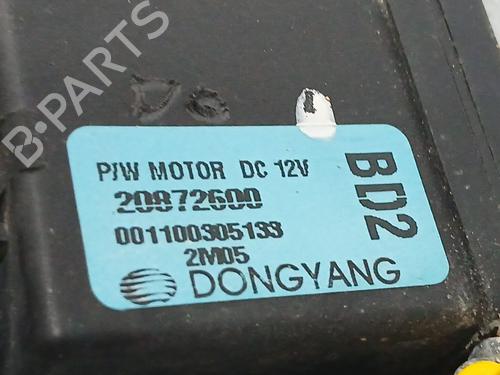 B-PARTS
P/W MOTOR DC 12V
20872600
001100305133
2M05
DONGYANG
BD2